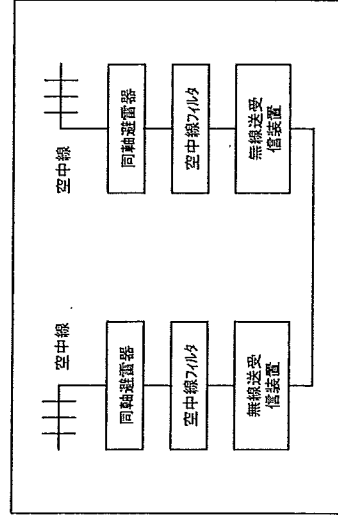 空中線
同軸避雷器
空中線フィルタ
無線送受
信装置
空中線
同軸避雷器
空中線フィルタ
無線送受
信装置